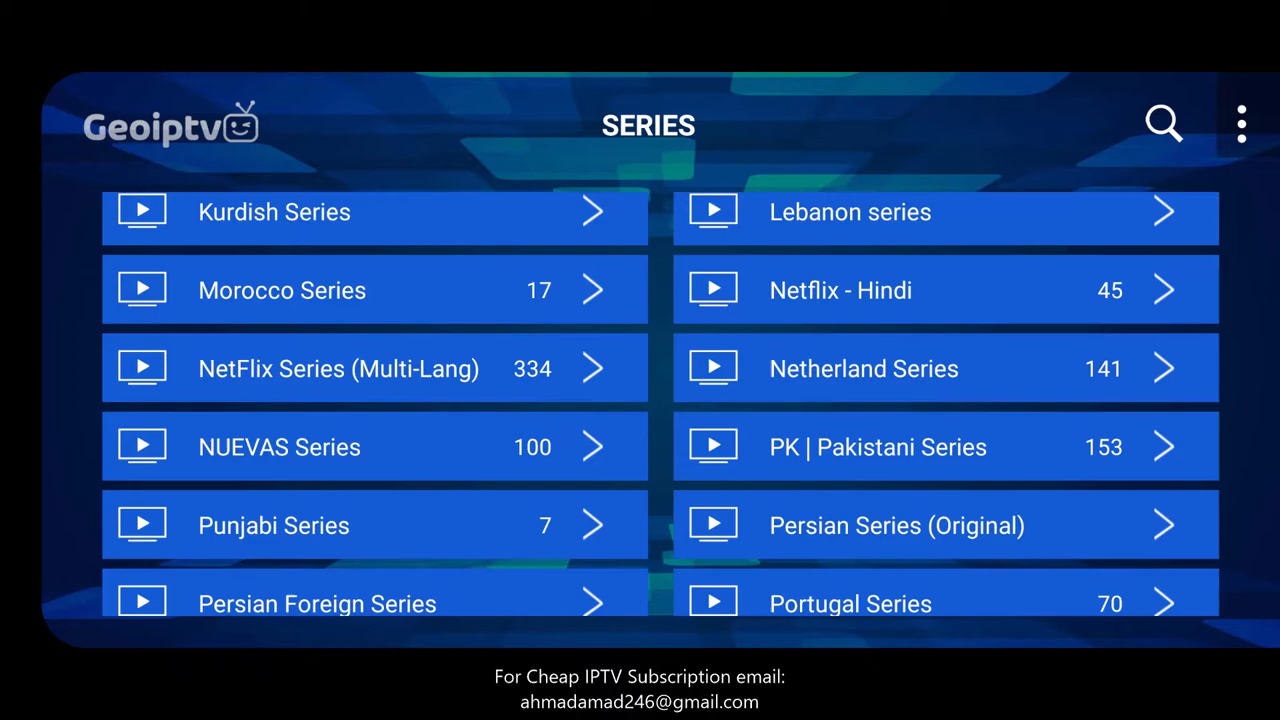 Geoiptv
SERIES
Kurdish Series
Lebanon series
Morocco Series 17
Netflix - Hindi 45
NetFlix Series (Multi-Lang) 334
Netherland Series 141
NUEVAS Series 100
PK | Pakistani Series 153
Punjabi Series 7
Persian Series (Original)
Persian Foreign Series
Portugal Series 70
For Cheap IPTV Subscription email:
ahmadamad246@gmail.com